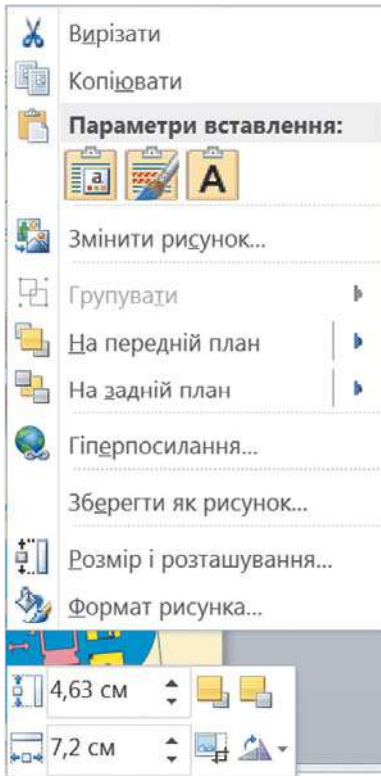 Вирізати
Копіювати
Параметри вставлення:
a A
Змінити рисунок...
Групувати
На передній план
На задній план
Гіперпосилання...
Зберегти як рисунок...
Розмір і розташування...
Формат рисунка...
4,63 см
7,2 см